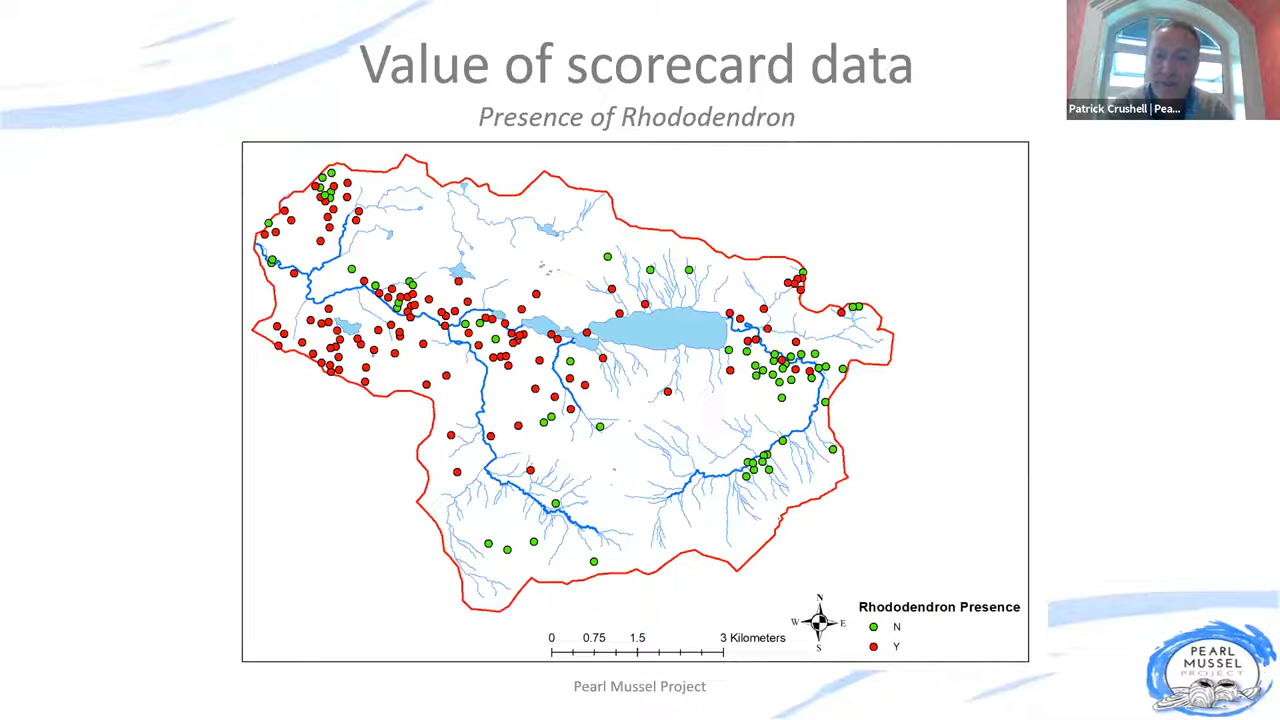 Value of scorecard data
Presence of Rhododendron
Patrick Crushell | Pea...
N
W E
S
0 0.75 1.5 3 Kilometers
Rhododendron Presence
N
Y
Pearl Mussel Project
PEARL
MUSSEL
PROJECT